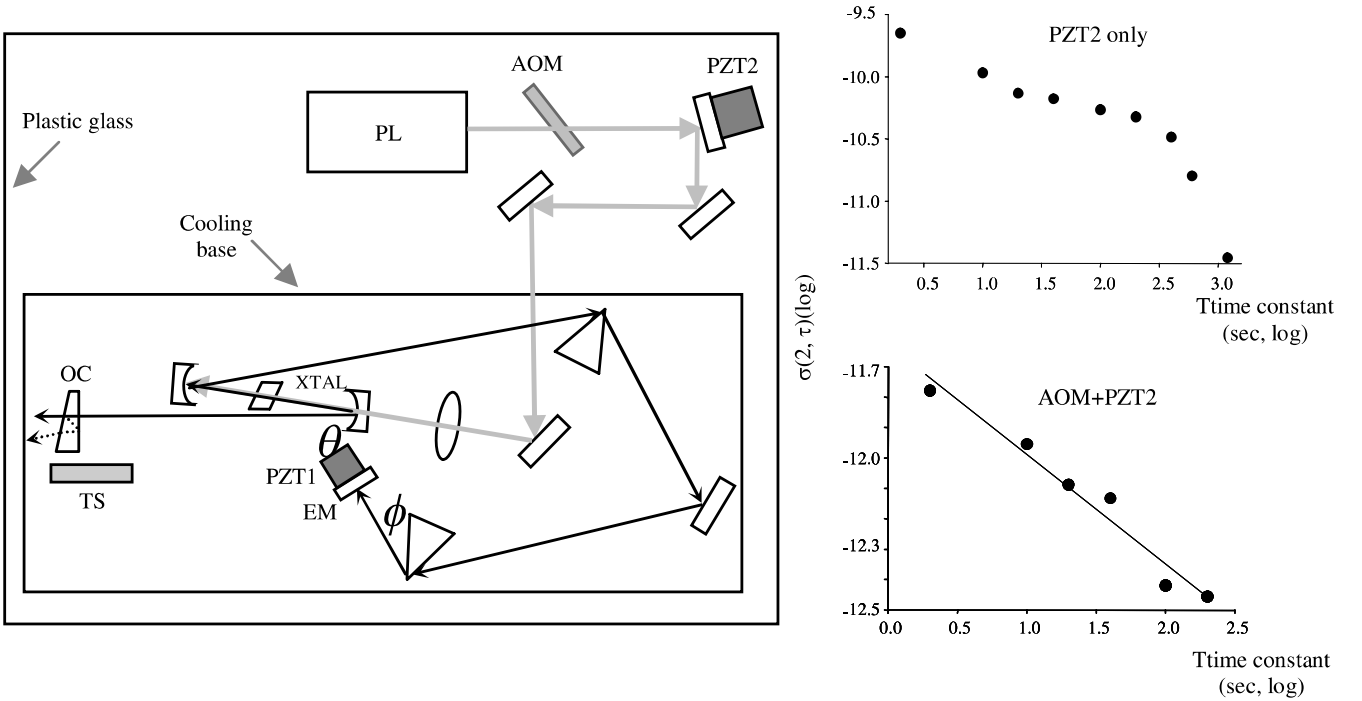 Plastic glass
AOM
PZT2
PL
Cooling
base
OC
XTAL
θ
PZT1
EM
ϕ
TS
σ(2, τ)(log)
-9.5
-10.0
-10.5
-11.0
-11.5
PZT2 only
0.5 1.0 1.5 2.0 2.5 3.0
Ttime constant
(sec, log)
-11.7
-12.0
-12.3
-12.5
AOM+PZT2
0.0 0.5 1.0 1.5 2.0 2.5
Ttime constant
(sec, log)